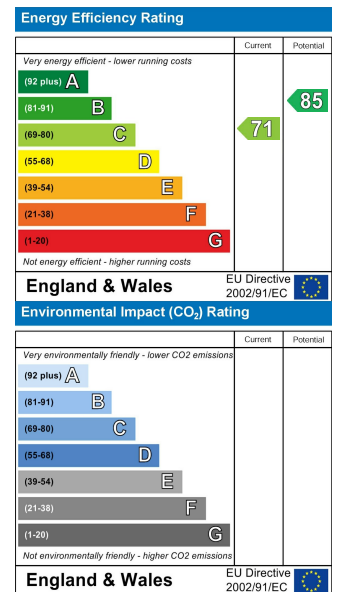 Energy Efficiency Rating
Current Potential
Very energy efficient - lower running costs
(92 plus) A
(81-91) B
(69-80) C
(55-68) D
(39-54) E
(21-38) F
(1-20) G
85
71
Not energy efficient - higher running costs
England & Wales
EU Directive
2002/91/EC
Environmental Impact (CO₂) Rating
Current Potential
Very environmentally friendly - lower CO2 emissions
(92 plus) A
(81-91) B
(69-80) C
(55-68) D
(39-54) E
(21-38) F
(1-20) G
Not environmentally friendly - higher CO2 emissions
England & Wales
EU Directive
2002/91/EC